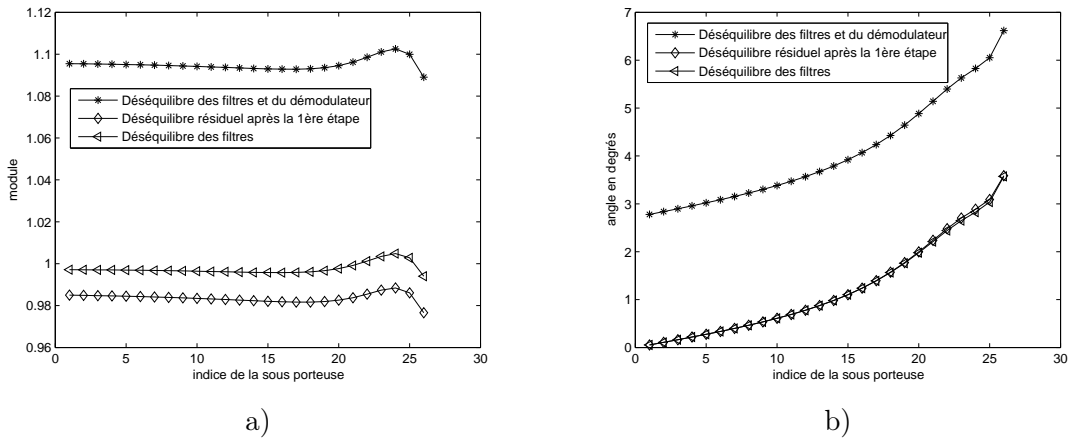 1.12
1.1
1.08
1.06
1.04
1.02
1
0.98
0.96
module
Déséquilibre des filtres et du démodulateur
Déséquilibre résiduel après la 1ère étape
Déséquilibre des filtres
0 5 10 15 20 25 30
indice de la sous porteuse
a)
7
6
5
4
3
2
1
0
angle en degrés
Déséquilibre des filtres et du démodulateur
Déséquilibre résiduel après la 1ère étape
Déséquilibre des filtres
0 5 10 15 20 25 30
indice de la sous porteuse
b)